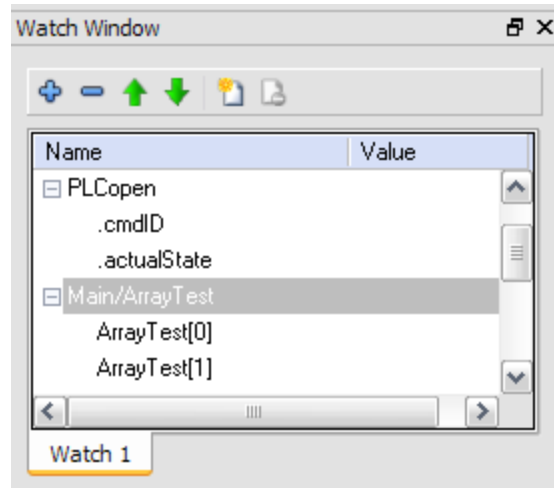 Watch Window
Name Value
PLCopen
.cmdID
.actualState
Main/ArrayTest
ArrayTest[0]
ArrayTest[1]
Watch 1